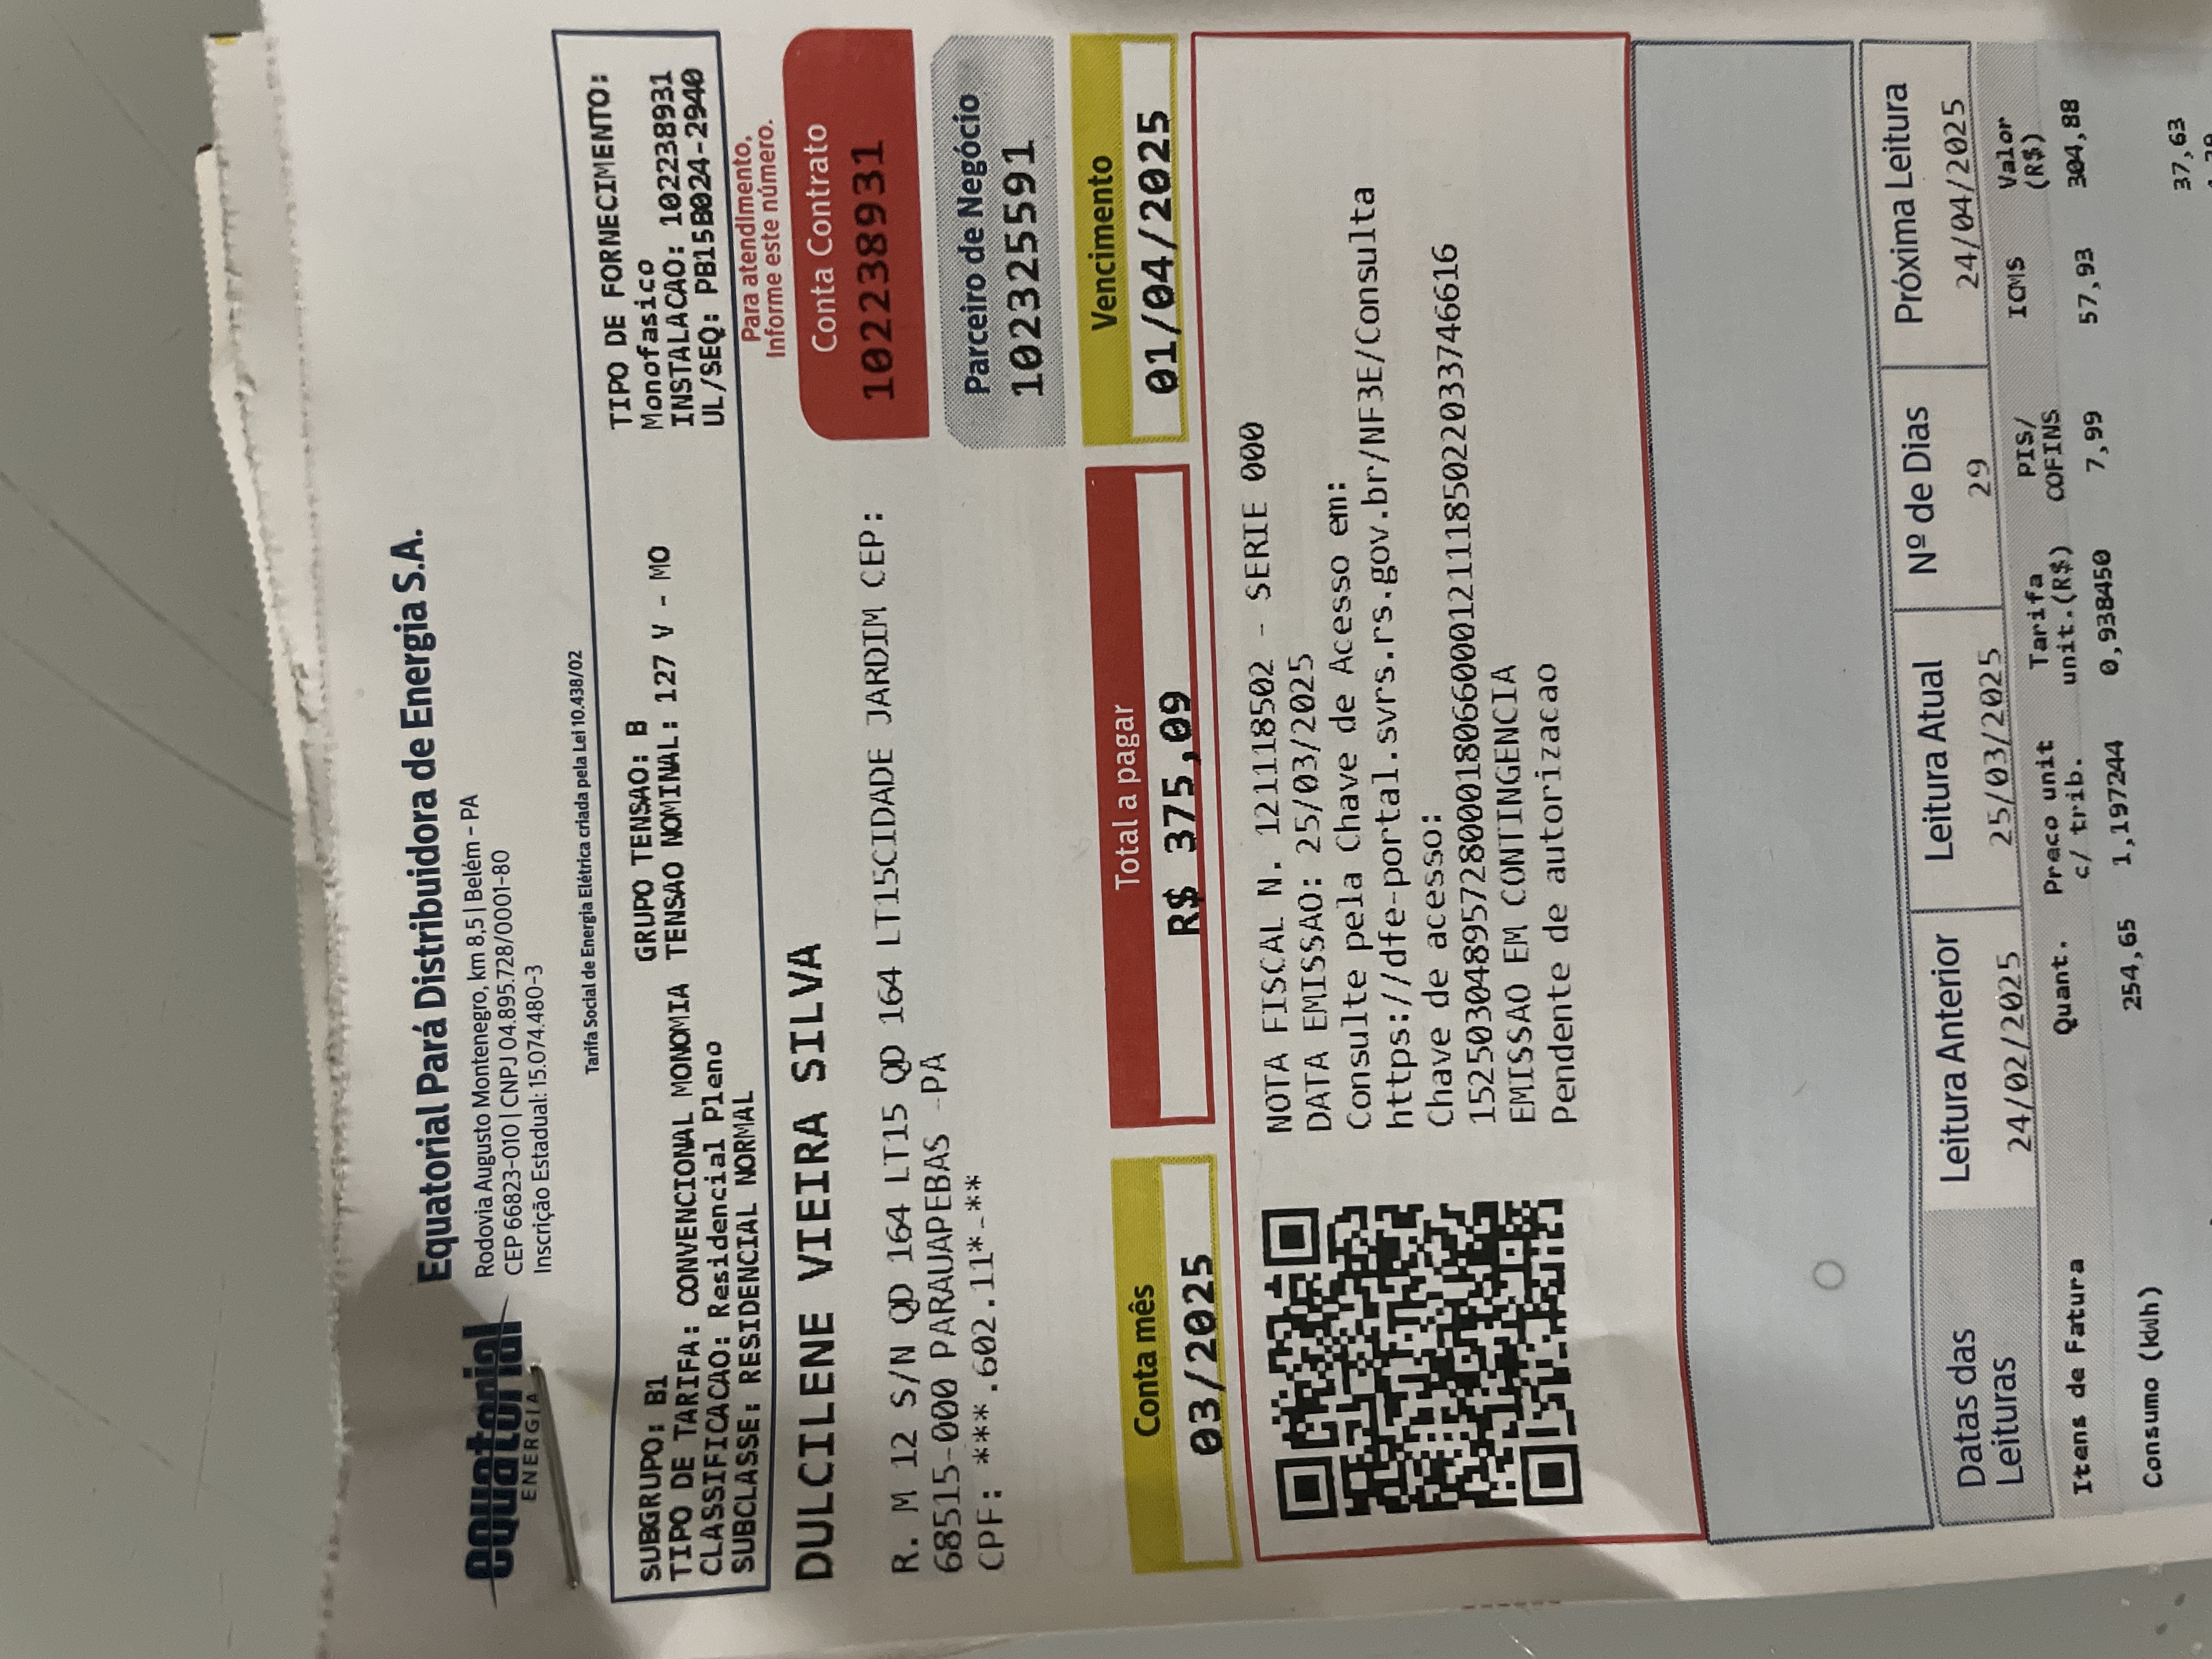 equatorial
ENERGIA
Equatorial Pará Distribuidora de Energia S.A.
Rodovia Augusto Montenegro, km 8,5 | Belém - PA
CEP 66823-010 | CNPJ 04.895.728/0001-80
Inscrição Estadual: 15.074.480-3
Tarifa Social de Energia Elétrica criada pela Lei 10.438/02
SUBGRUPO: B1
TIPO DE TARIFA: CONVENCIONAL MONOMIA
CLASSIFICACAO: Residencial Pleno
SUBCLASSE: RESIDENCIAL NORMAL
GRUPO TENSAO: B
TENSAO NOMINAL: 127 V - MO
TIPO DE FORNECIMENTO:
Monofasico
INSTALACAO: 102238931
UL/SEQ: PB15B024-2940
Para atendimento,
Informe este número.
DULCILENE VIEIRA SILVA
R. M 12 S/N QD 164 LT15 QD 164 LT15CIDADE JARDIM CEP:
68515-000 PARAUAPEBAS -PA
CPF: ***.602.11*-**
Conta Contrato
102238931
Parceiro de Negócio
102325591
Conta mês
03/2025
Total a pagar
R$ 375,09
Vencimento
01/04/2025
NOTA FISCAL N. 121118502 - SERIE 000
DATA EMISSAO: 25/03/2025
Consulte pela Chave de Acesso em:
https://dfe-portal.svrs.rs.gov.br/NF3E/Consulta
Chave de acesso:
15250304895728000180660001211185022033746616
EMISSAO EM CONTINGENCIA
Pendente de autorizacao
Datas das
Leituras
Leitura Anterior
24/02/2025
Leitura Atual
25/03/2025
Nº de Dias
29
Próxima Leitura
24/04/2025
Itens de Fatura
Quant.
Preco unit
c/ trib.
Tarifa
unit.(R$)
PIS/
COFINS
ICMS
Valor
(R$)
Consumo (kWh) 254,65 1,197244 0,938450 7,99 57,93 304,88
37,63